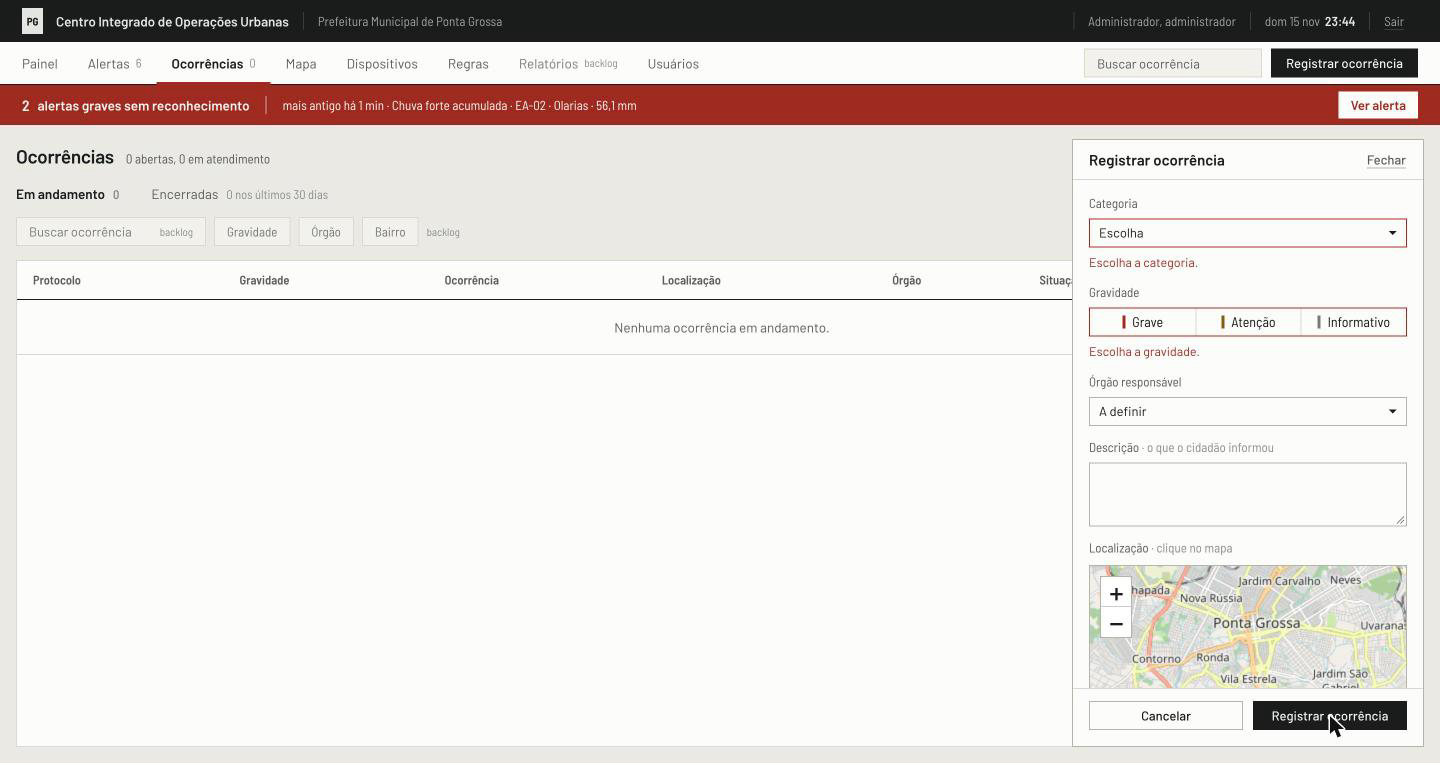 PG Centro Integrado de Operações Urbanas Prefeitura Municipal de Ponta Grossa Administrador, administrador dom 15 nov 23:44 Sair
Painel Alertas 6 Ocorrências 0 Mapa Dispositivos Regras Relatórios backlog Usuários Buscar ocorrência Registrar ocorrência
2 alertas graves sem reconhecimento mais antigo há 1 min · Chuva forte acumulada · EA-02 · Olarias · 56,1 mm Ver alerta
Ocorrências 0 abertas, 0 em atendimento
Em andamento 0 Encerradas 0 nos últimos 30 dias
Buscar ocorrência backlog Gravidade Órgão Bairro backlog
Protocolo Gravidade Ocorrência Localização Órgão
Nenhuma ocorrência em andamento.
Registrar ocorrência Fechar
Categoria
Escolha
Escolha a categoria.
Gravidade
Grave Atenção Informativo
Escolha a gravidade.
Órgão responsável
A definir
Descrição · o que o cidadão informou
Localização · clique no mapa
+
−
Jardim Carvalho Neves
Nova Rússia
Ponta Grossa
Contorno Ronda
Vila Estrela Jardim São
Gabriel
Cancelar Registrar ocorrência